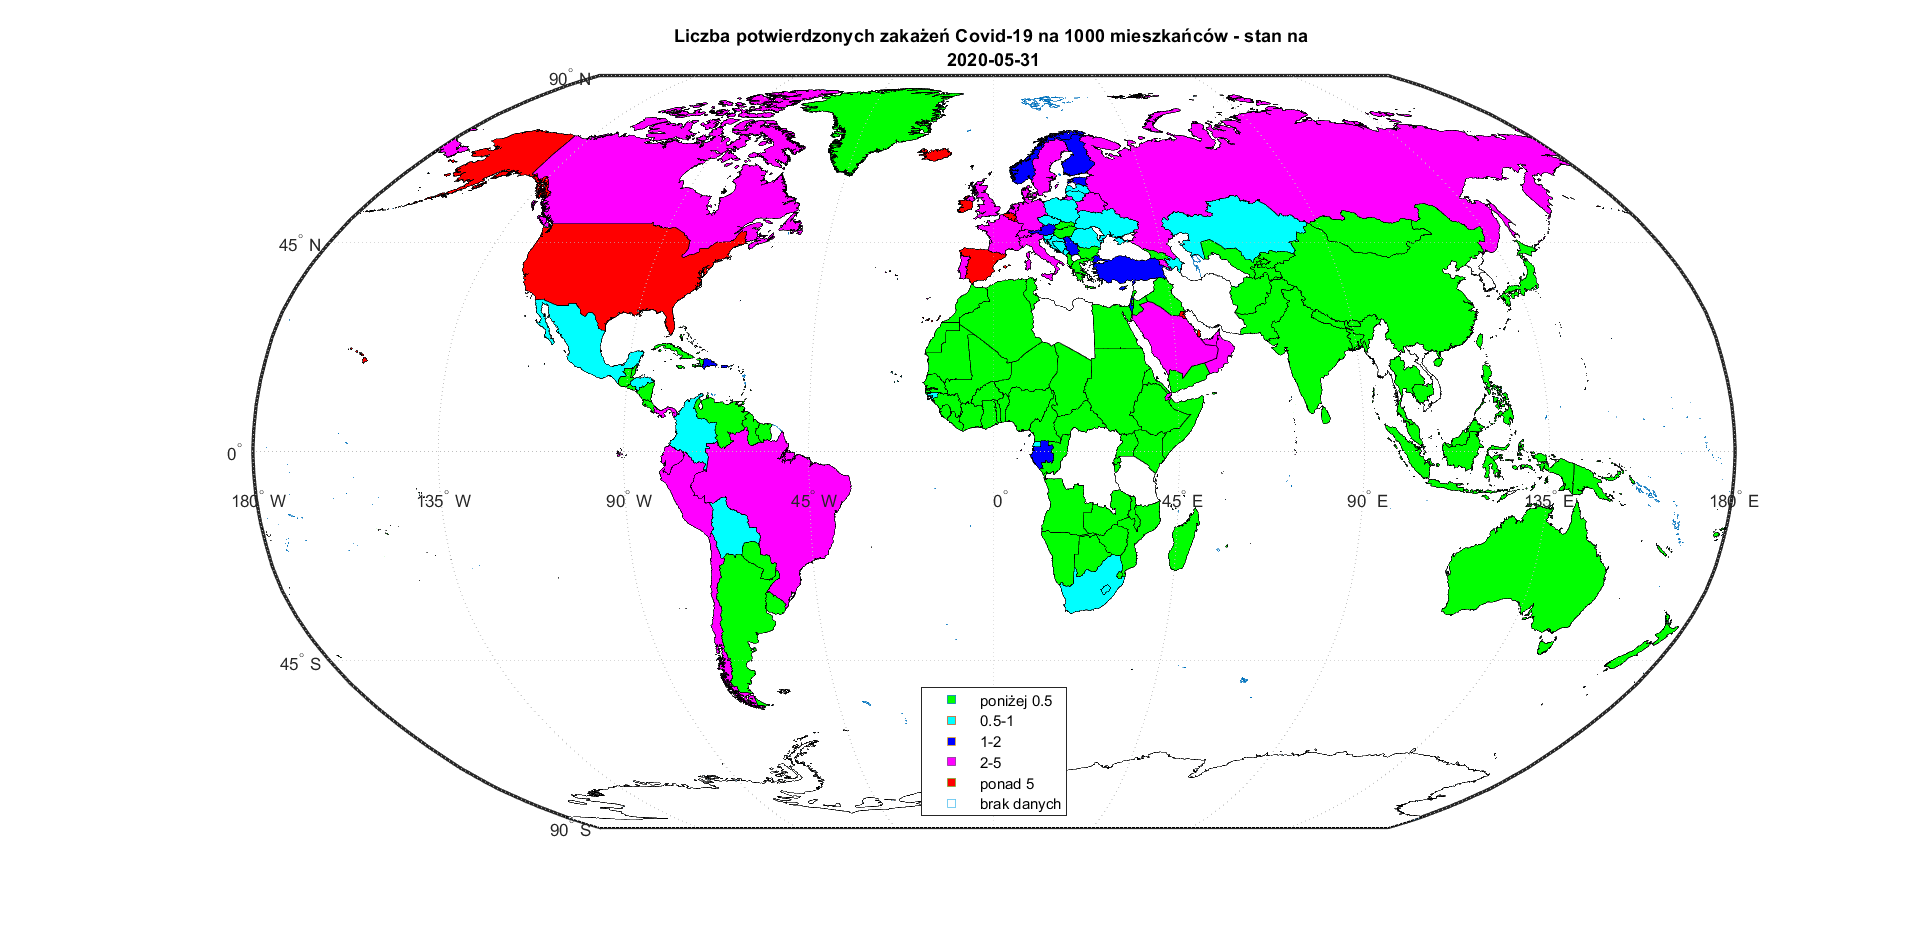 Liczba potwierdzonych zakażeń Covid-19 na 1000 mieszkańców - stan na
2020-05-31
90° N
45° N
0°
180° W
135° W
90° W
45° W
0°
45° E
90° E
135° E
180° E
45° S
90° S
poniżej 0.5
0.5-1
1-2
2-5
ponad 5
brak danych